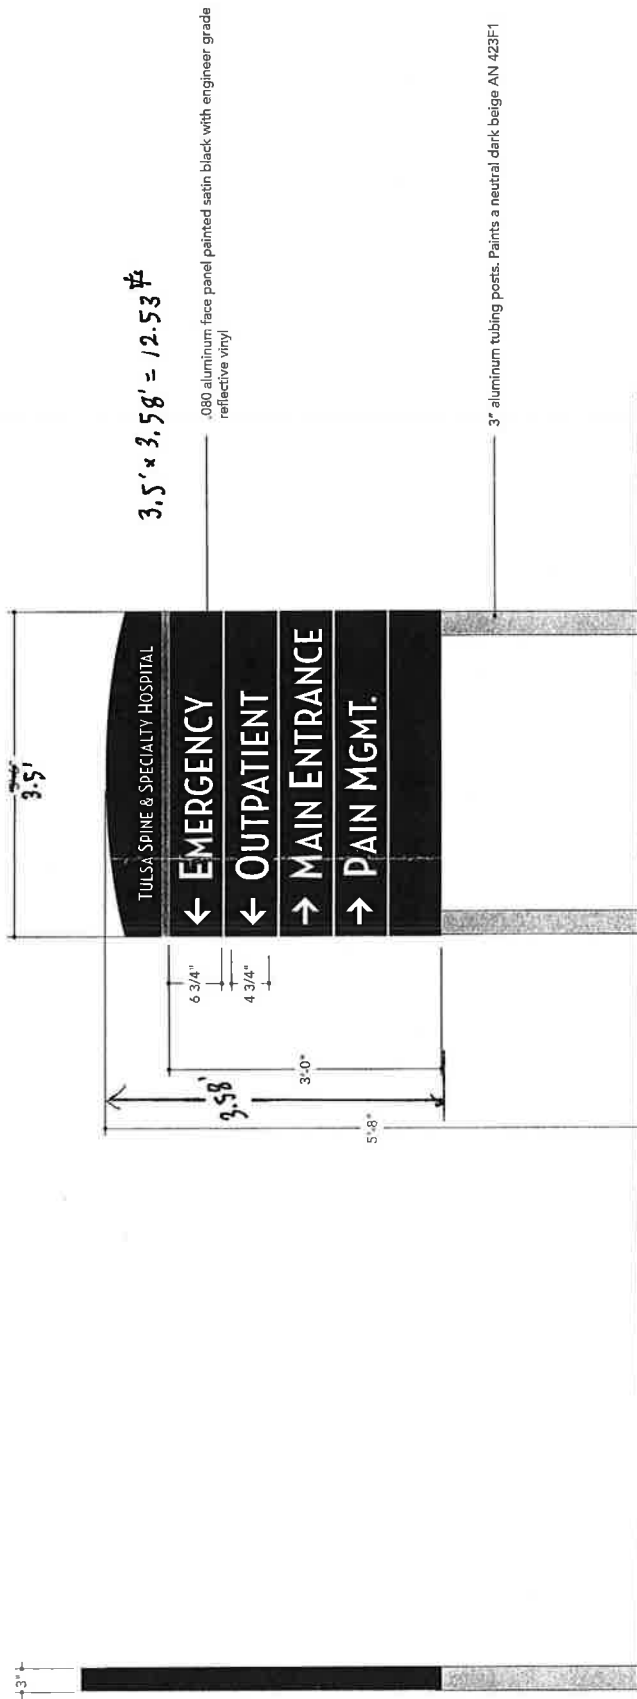 3"
3.5'
3.5' x 3.58' = 12.53
.080 aluminum face panel painted satin black with engineer grade
reflective vinyl
TULSA SPINE & SPECIALTY HOSPITAL
← EMERGENCY
← OUTPATIENT
→ MAIN ENTRANCE
→ PAIN MGMT.
6 3/4"
4 3/4"
3'-0"
3.58'
5'-8"
3" aluminum tubing posts. Paints a neutral dark beige AN 423F1